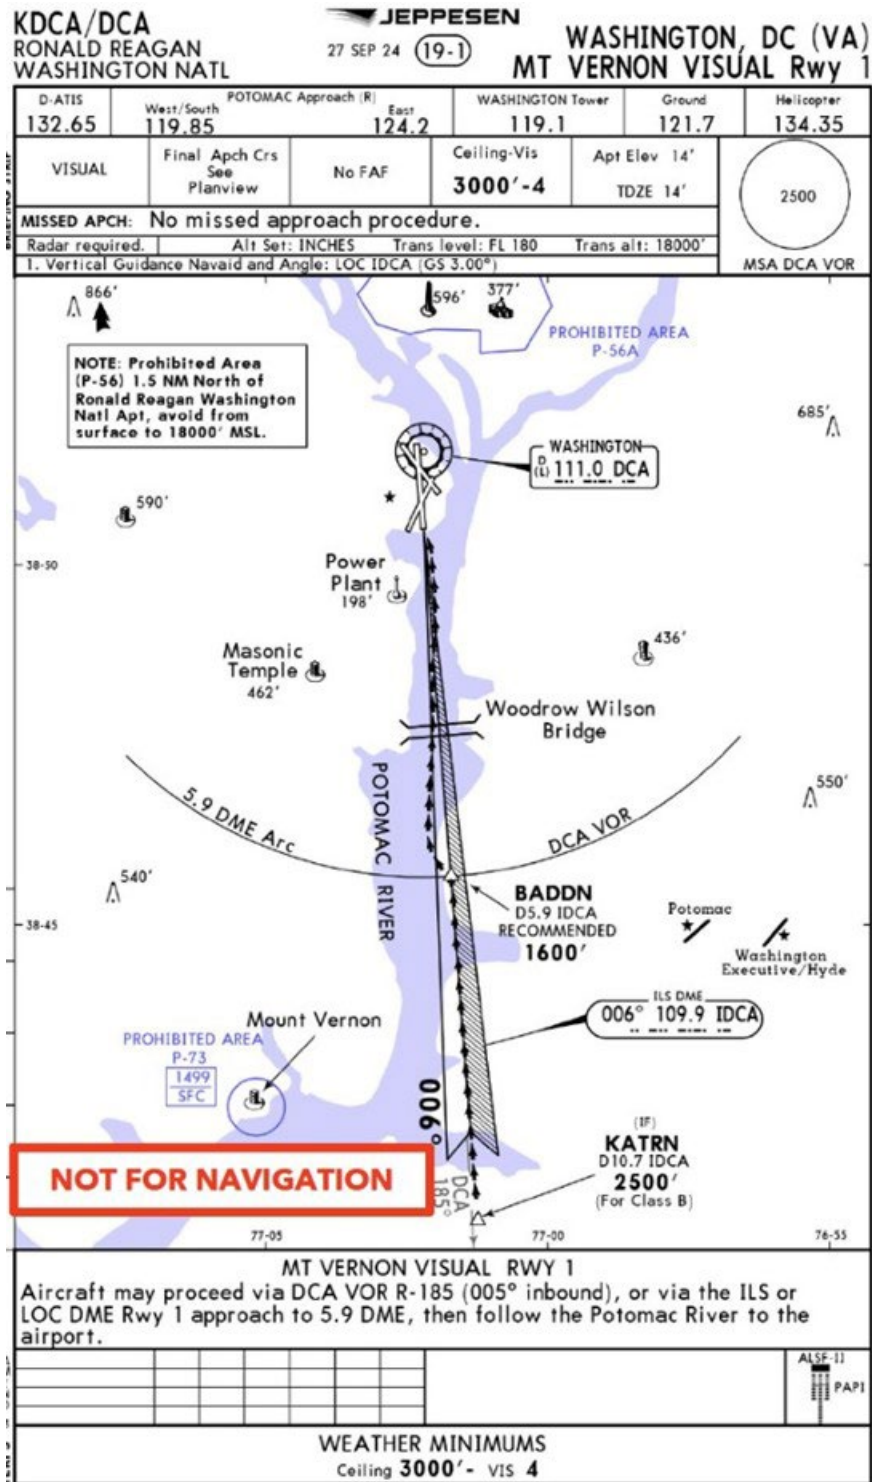 KDCA/DCA
RONALD REAGAN
WASHINGTON NATL
JEPPESEN
27 SEP 24
19-1
WASHINGTON, DC (VA)
MT VERNON VISUAL Rwy 1
D-ATIS
132.65
POTOMAC Approach (R)
West/South
119.85
East
124.2
WASHINGTON Tower
119.1
Ground
121.7
Helicopter
134.35
VISUAL
Final Apch Crs
See
Planview
No FAF
Ceiling-Vis
3000'-4
Apt Elev 14'
TDZE 14'
2500
MSA DCA VOR
MISSED APCH: No missed approach procedure.
Radar required. Alt Set: INCHES Trans level: FL 180 Trans alt: 18000'
1. Vertical Guidance Navaid and Angle: LOC IDCA (GS 3.00°)
866'
596'
377'
PROHIBITED AREA
P-56A
NOTE: Prohibited Area
(P-56) 1.5 NM North of
Ronald Reagan Washington
Natl Apt, avoid from
surface to 18000' MSL.
685'
WASHINGTON
D
(L) 111.0 DCA
590'
38-50
Power
Plant
198'
Masonic
Temple
462'
436'
Woodrow Wilson
Bridge
POTOMAC RIVER
5.9 DME Arc
DCA VOR
550'
540'
BADDN
D5.9 IDCA
RECOMMENDED
1600'
38-45
Potomac
Washington
Executive/Hyde
ILS DME
006° 109.9 IDCA
Mount Vernon
PROHIBITED AREA
P-73
1499
SFC
006°
(IF)
KATRN
D10.7 IDCA
2500'
(For Class B)
NOT FOR NAVIGATION
DCA
185°
77-05
77-00
76-55
MT VERNON VISUAL RWY 1
Aircraft may proceed via DCA VOR R-185 (005° inbound), or via the ILS or
LOC DME Rwy 1 approach to 5.9 DME, then follow the Potomac River to the
airport.
ALSF-II
PAPI
WEATHER MINIMUMS
Ceiling 3000'- VIS 4